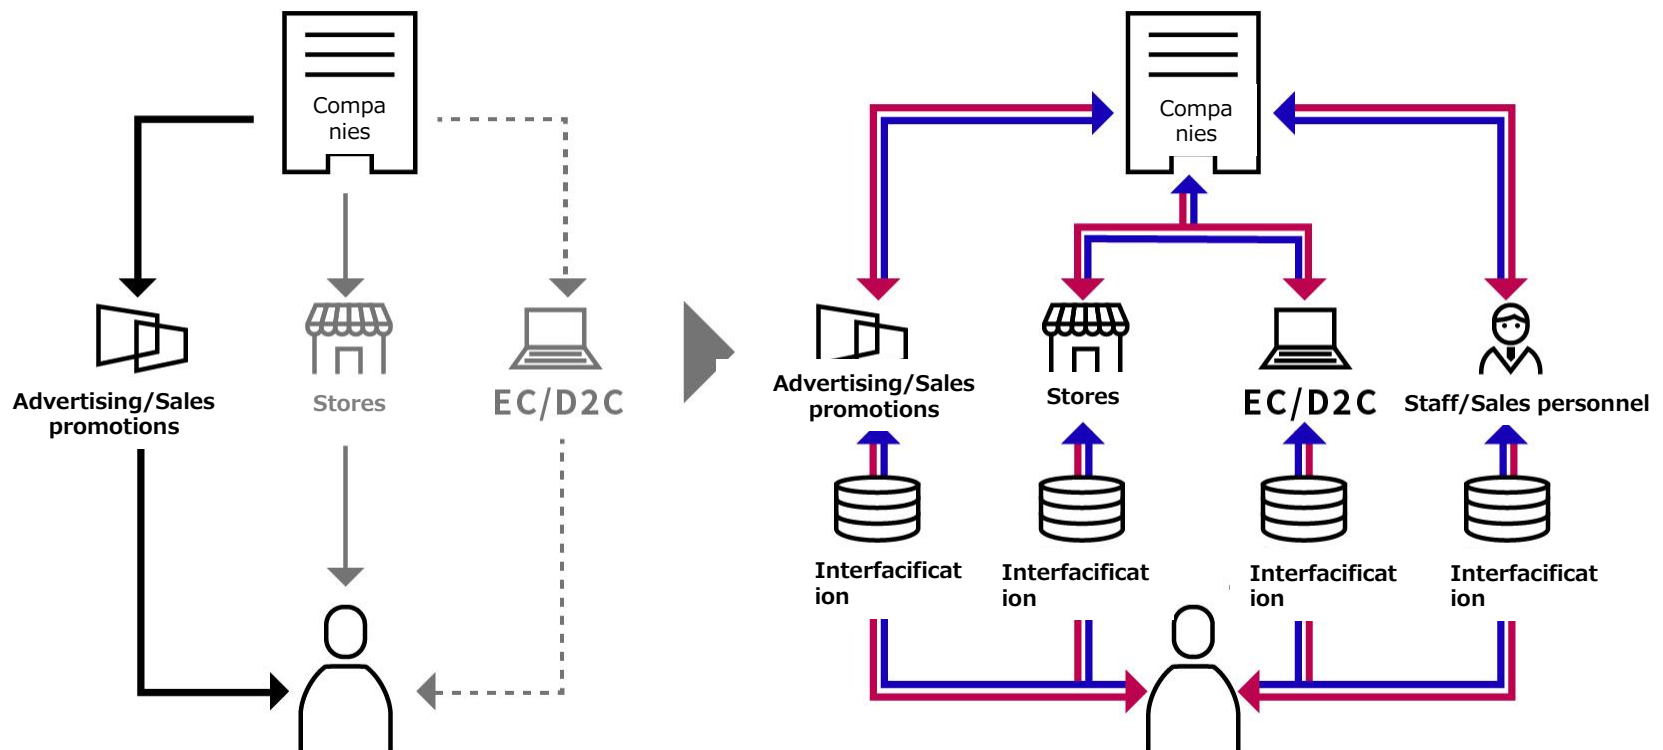 Compa
nies
Advertising/Sales
promotions
Stores
EC/D2C
Compa
nies
Advertising/Sales
promotions
Stores
EC/D2C
Staff/Sales personnel
Interfacificat
ion
Interfacificat
ion
Interfacificat
ion
Interfacificat
ion